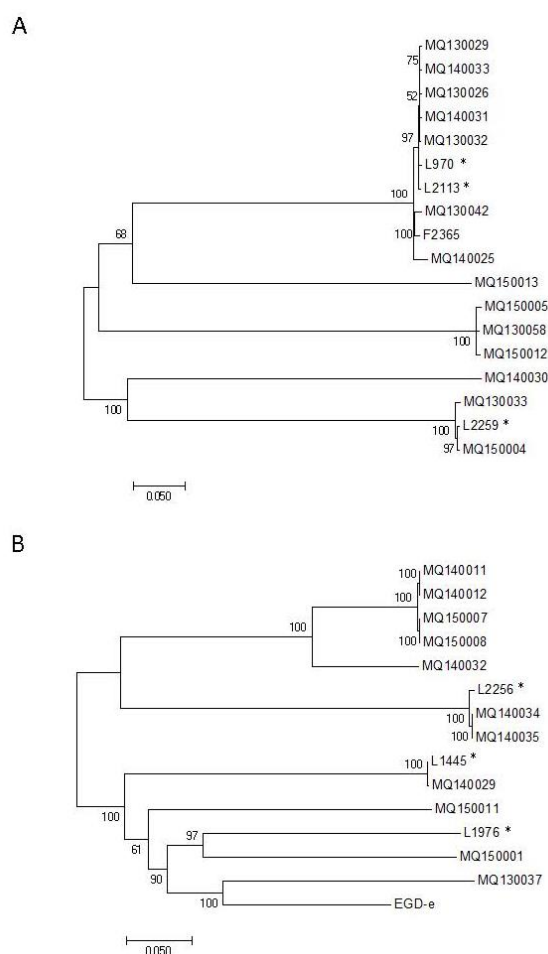 A
MQ130029
75
MQ140033
MQ130026
52
MQ140031
97
MQ130032
L970 *
L2113 *
100
MQ130042
100
F2365
MQ140025
68
MQ150013
MQ150005
MQ130058
100
MQ150012
MQ140030
100
MQ130033
L2259 *
100
MQ150004
97
0.050
B
100
MQ140011
MQ140012
100
MQ150007
100
MQ150008
100
MQ140032
L2256 *
MQ140034
100
MQ140035
100
L1445 *
100
MQ140029
100
MQ150011
61
L1976 *
97
MQ150001
90
MQ130037
100
EGD-e
0.050